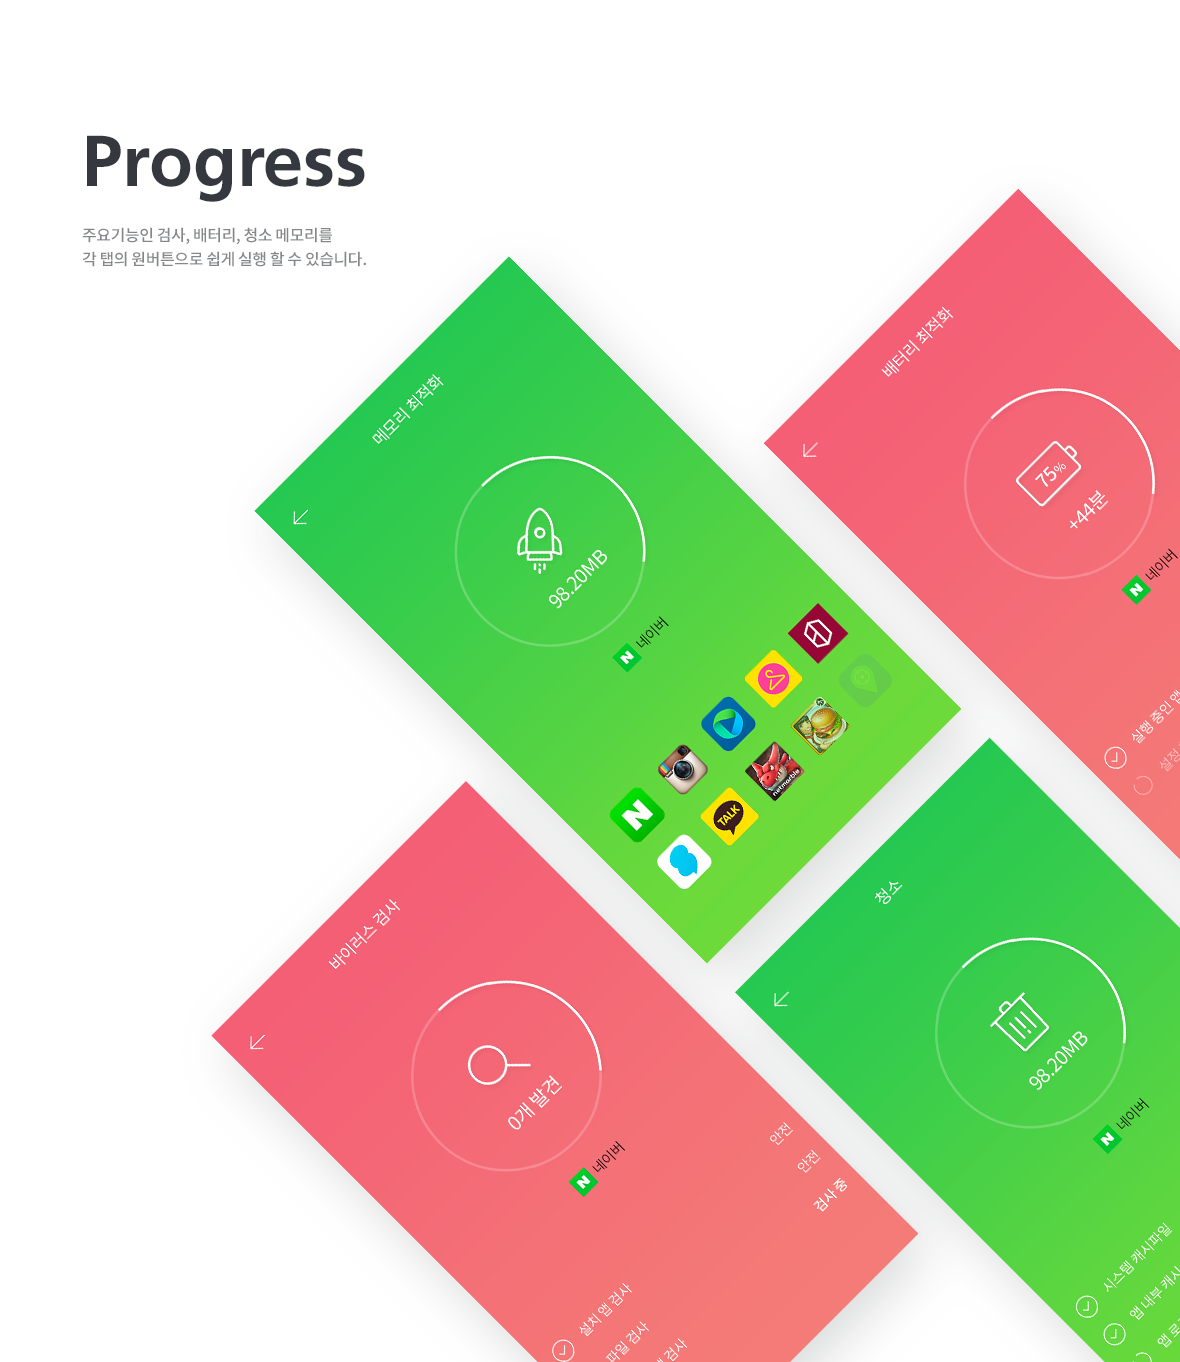 Progress
주요기능인 검사, 배터리, 청소 메모리를
각 탭의 원버튼으로 쉽게 실행 할 수 있습니다.
메모리 최적화
98.20MB
N 네이버
N
TALK
netmarble
배터리 최적화
75%
+44분
N 네이버
실행 중인 앱
설정
바이러스 검사
0개 발견
N 네이버
안전
안전
검사 중
설치 앱 검사
파일 검사
검사
청소
98.20MB
N 네이버
시스템 캐시파일
앱 내부 캐시
앱